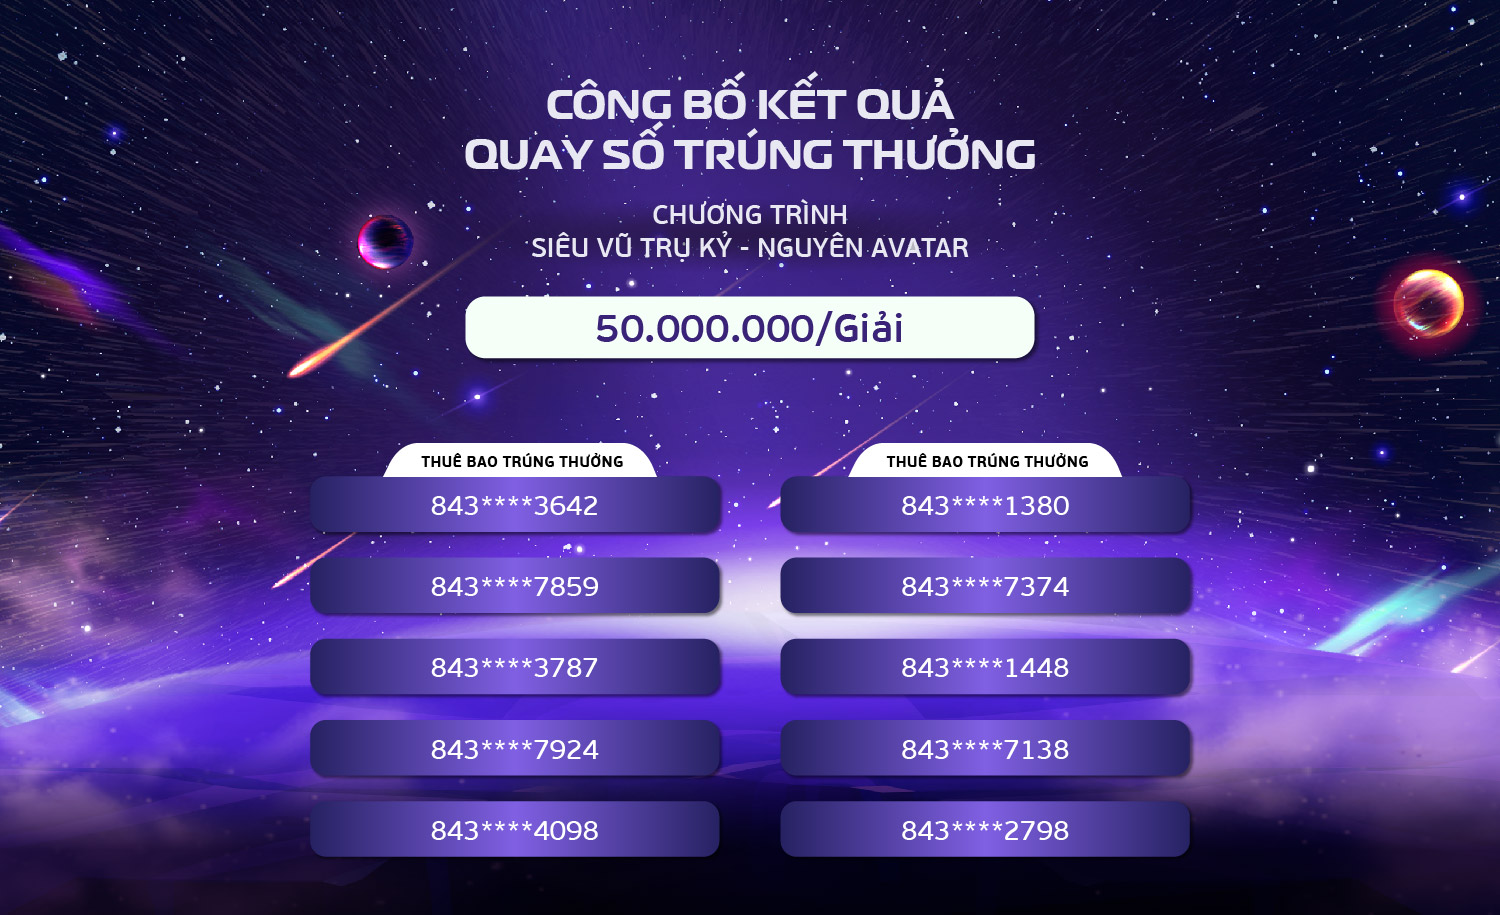 CÔNG BỐ KẾT QUẢ
QUAY SỐ TRÚNG THƯỞNG
CHƯƠNG TRÌNH
SIÊU VŨ TRỤ KỶ - NGUYÊN AVATAR
50.000.000/Giải
THUÊ BAO TRÚNG THƯỞNG
843****3642
843****7859
843****3787
843****7924
843****4098
THUÊ BAO TRÚNG THƯỞNG
843****1380
843****7374
843****1448
843****7138
843****2798